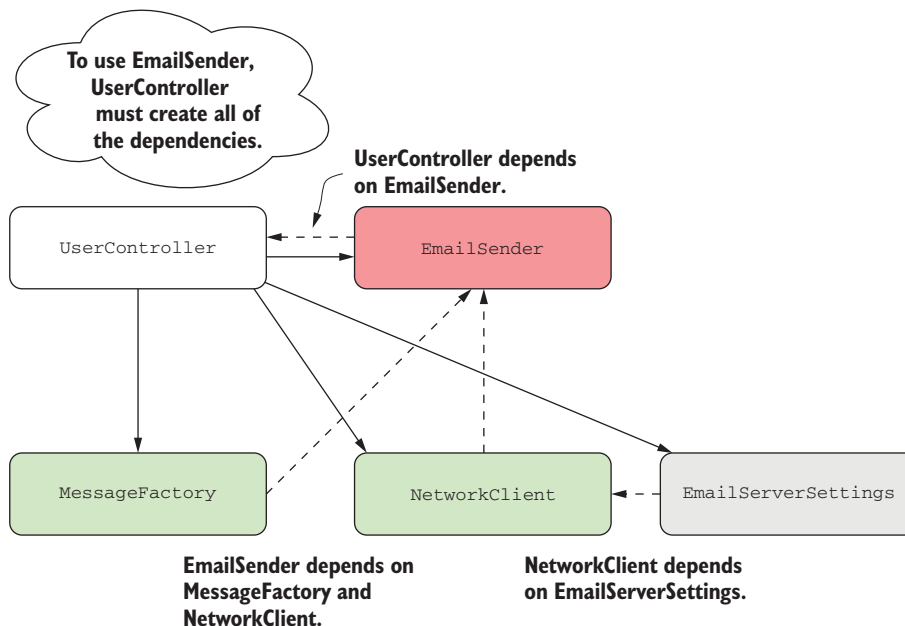 To use EmailSender,
UserController
must create all of
the dependencies.
UserController depends
on EmailSender.
UserController
EmailSender
MessageFactory
NetworkClient
EmailServerSettings
EmailSender depends on
MessageFactory and
NetworkClient.
NetworkClient depends
on EmailServerSettings.